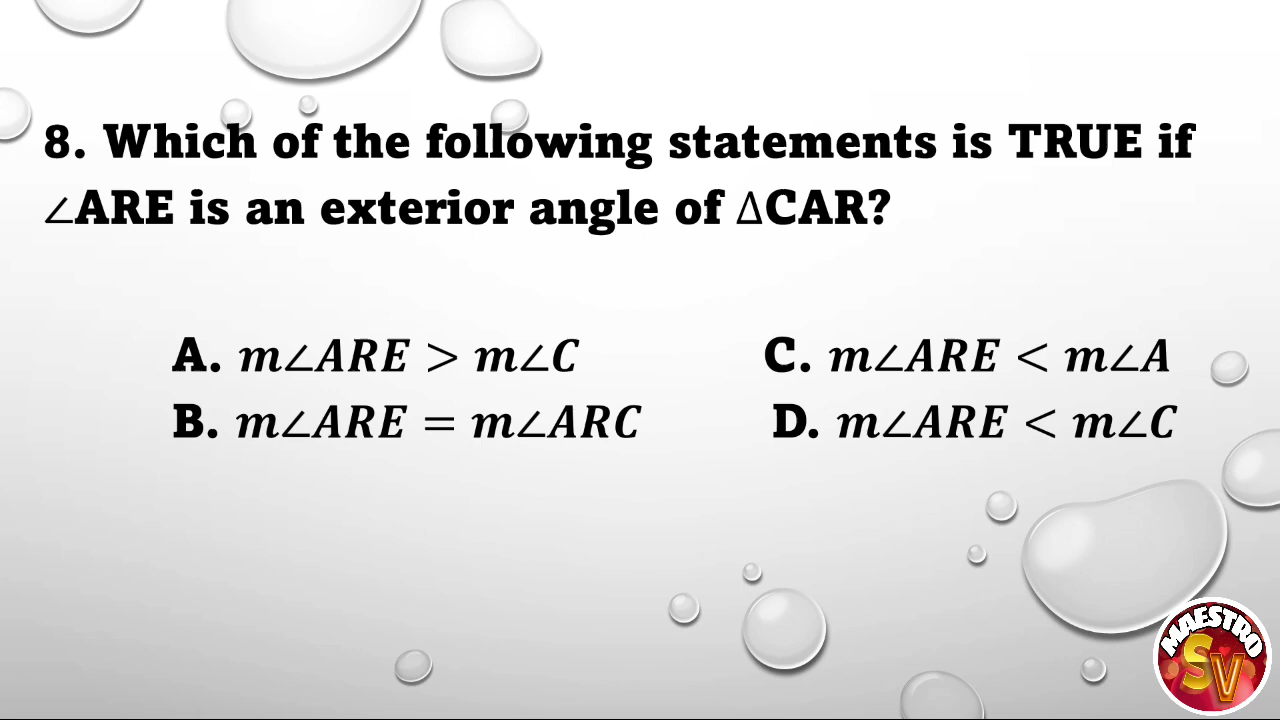 8. Which of the following statements is TRUE if
∠ARE is an exterior angle of ΔCAR?
A. m∠ARE > m∠C
B. m∠ARE = m∠ARC
C. m∠ARE < m∠A
D. m∠ARE < m∠C
MAESTRO
SV